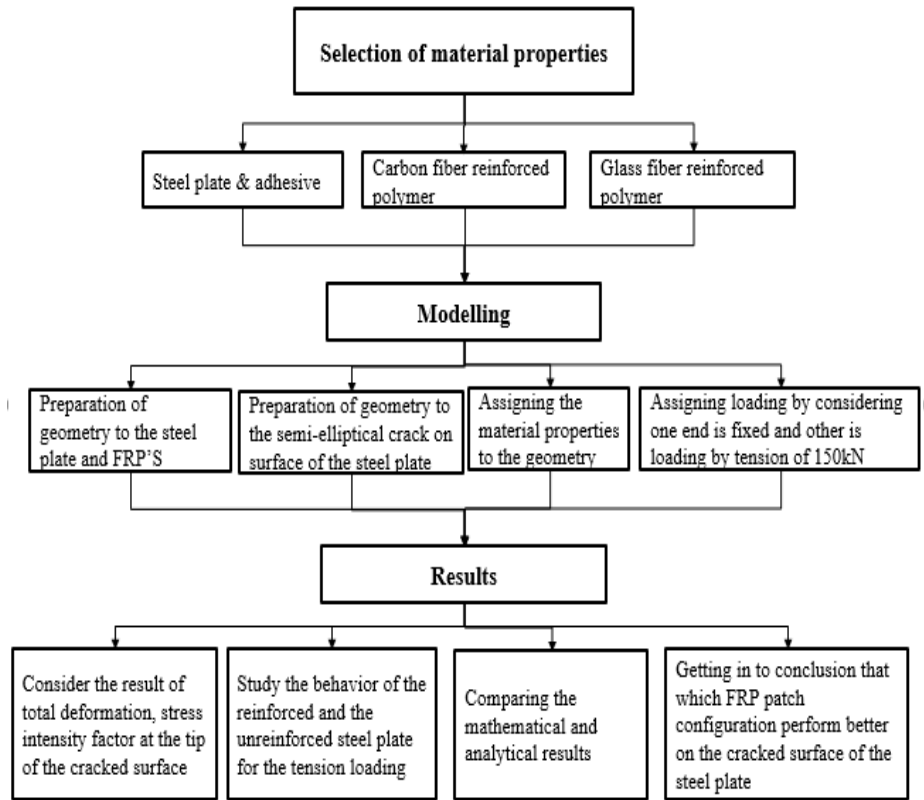 Selection of material properties
Steel plate & adhesive
Carbon fiber reinforced
polymer
Glass fiber reinforced
polymer
Modelling
Preparation of
geometry to the steel
plate and FRP'S
Preparation of geometry to
the semi-elliptical crack on
surface of the steel plate
Assigning the
material properties
to the geometry
Assigning loading by considering
one end is fixed and other is
loading by tension of 150kN
Results
Consider the result of
total deformation, stress
intensity factor at the tip
of the cracked surface
Study the behavior of the
reinforced and the
unreinforced steel plate
for the tension loading
Comparing the
mathematical and
analytical results
Getting in to conclusion that
which FRP patch
configuration perform better
on the cracked surface of the
steel plate